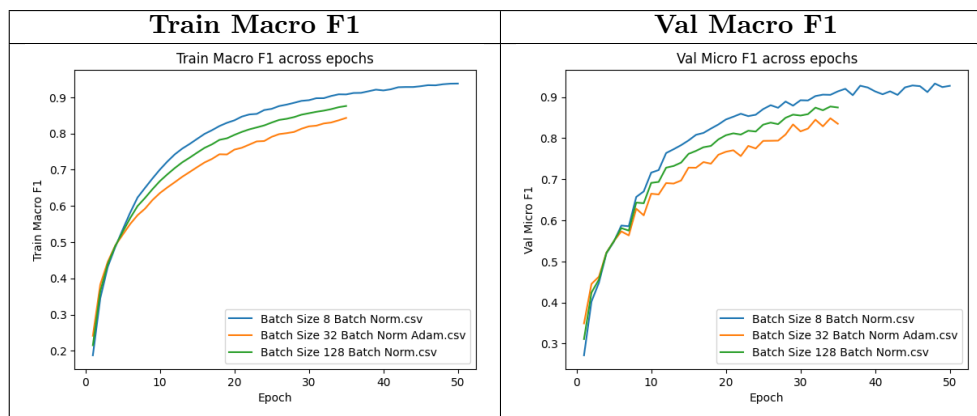 Train Macro F1
Val Macro F1
Train Macro F1 across epochs
0.9
0.8
0.7
0.6
0.5
0.4
0.3
0.2
Train Macro F1
Batch Size 8 Batch Norm.csv
Batch Size 32 Batch Norm Adam.csv
Batch Size 128 Batch Norm.csv
0 10 20 30 40 50
Epoch
Val Micro F1 across epochs
0.9
0.8
0.7
0.6
0.5
0.4
0.3
Val Micro F1
Batch Size 8 Batch Norm.csv
Batch Size 32 Batch Norm Adam.csv
Batch Size 128 Batch Norm.csv
0 10 20 30 40 50
Epoch